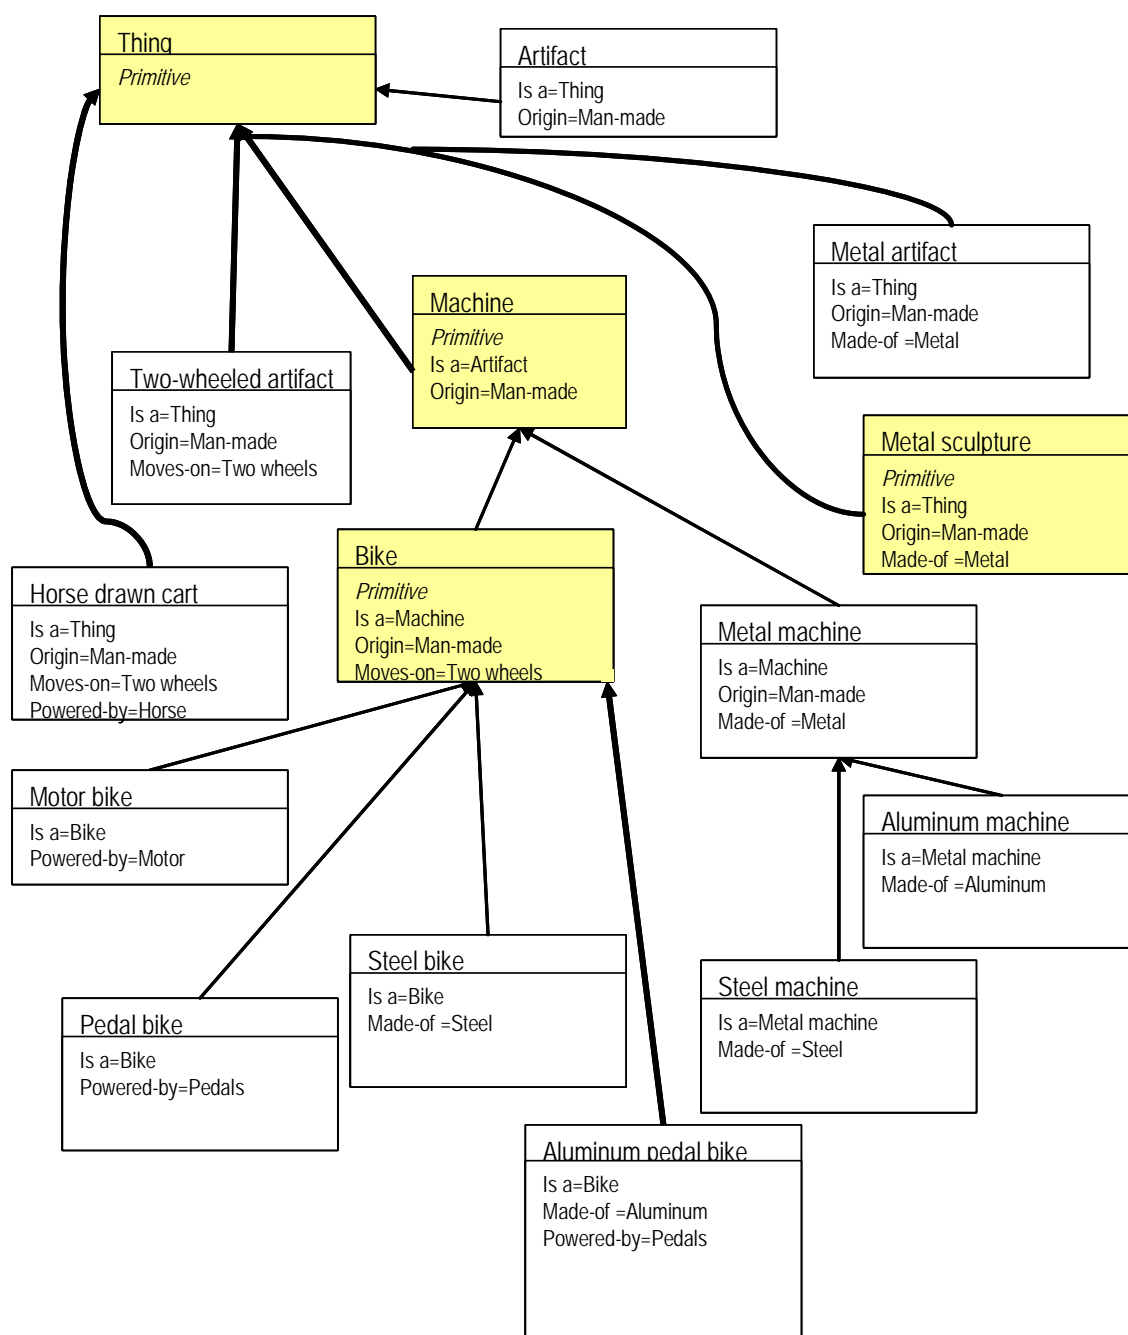 Thing
Primitive
Artifact
Is a=Thing
Origin=Man-made
Metal artifact
Is a=Thing
Origin=Man-made
Made-of =Metal
Machine
Primitive
Is a=Artifact
Origin=Man-made
Two-wheeled artifact
Is a=Thing
Origin=Man-made
Moves-on=Two wheels
Metal sculpture
Primitive
Is a=Thing
Origin=Man-made
Made-of =Metal
Bike
Primitive
Is a=Machine
Origin=Man-made
Moves-on=Two wheels
Horse drawn cart
Is a=Thing
Origin=Man-made
Moves-on=Two wheels
Powered-by=Horse
Metal machine
Is a=Machine
Origin=Man-made
Made-of =Metal
Motor bike
Is a=Bike
Powered-by=Motor
Aluminum machine
Is a=Metal machine
Made-of =Aluminum
Steel bike
Is a=Bike
Made-of =Steel
Steel machine
Is a=Metal machine
Made-of =Steel
Pedal bike
Is a=Bike
Powered-by=Pedals
Aluminum pedal bike
Is a=Bike
Made-of =Aluminum
Powered-by=Pedals